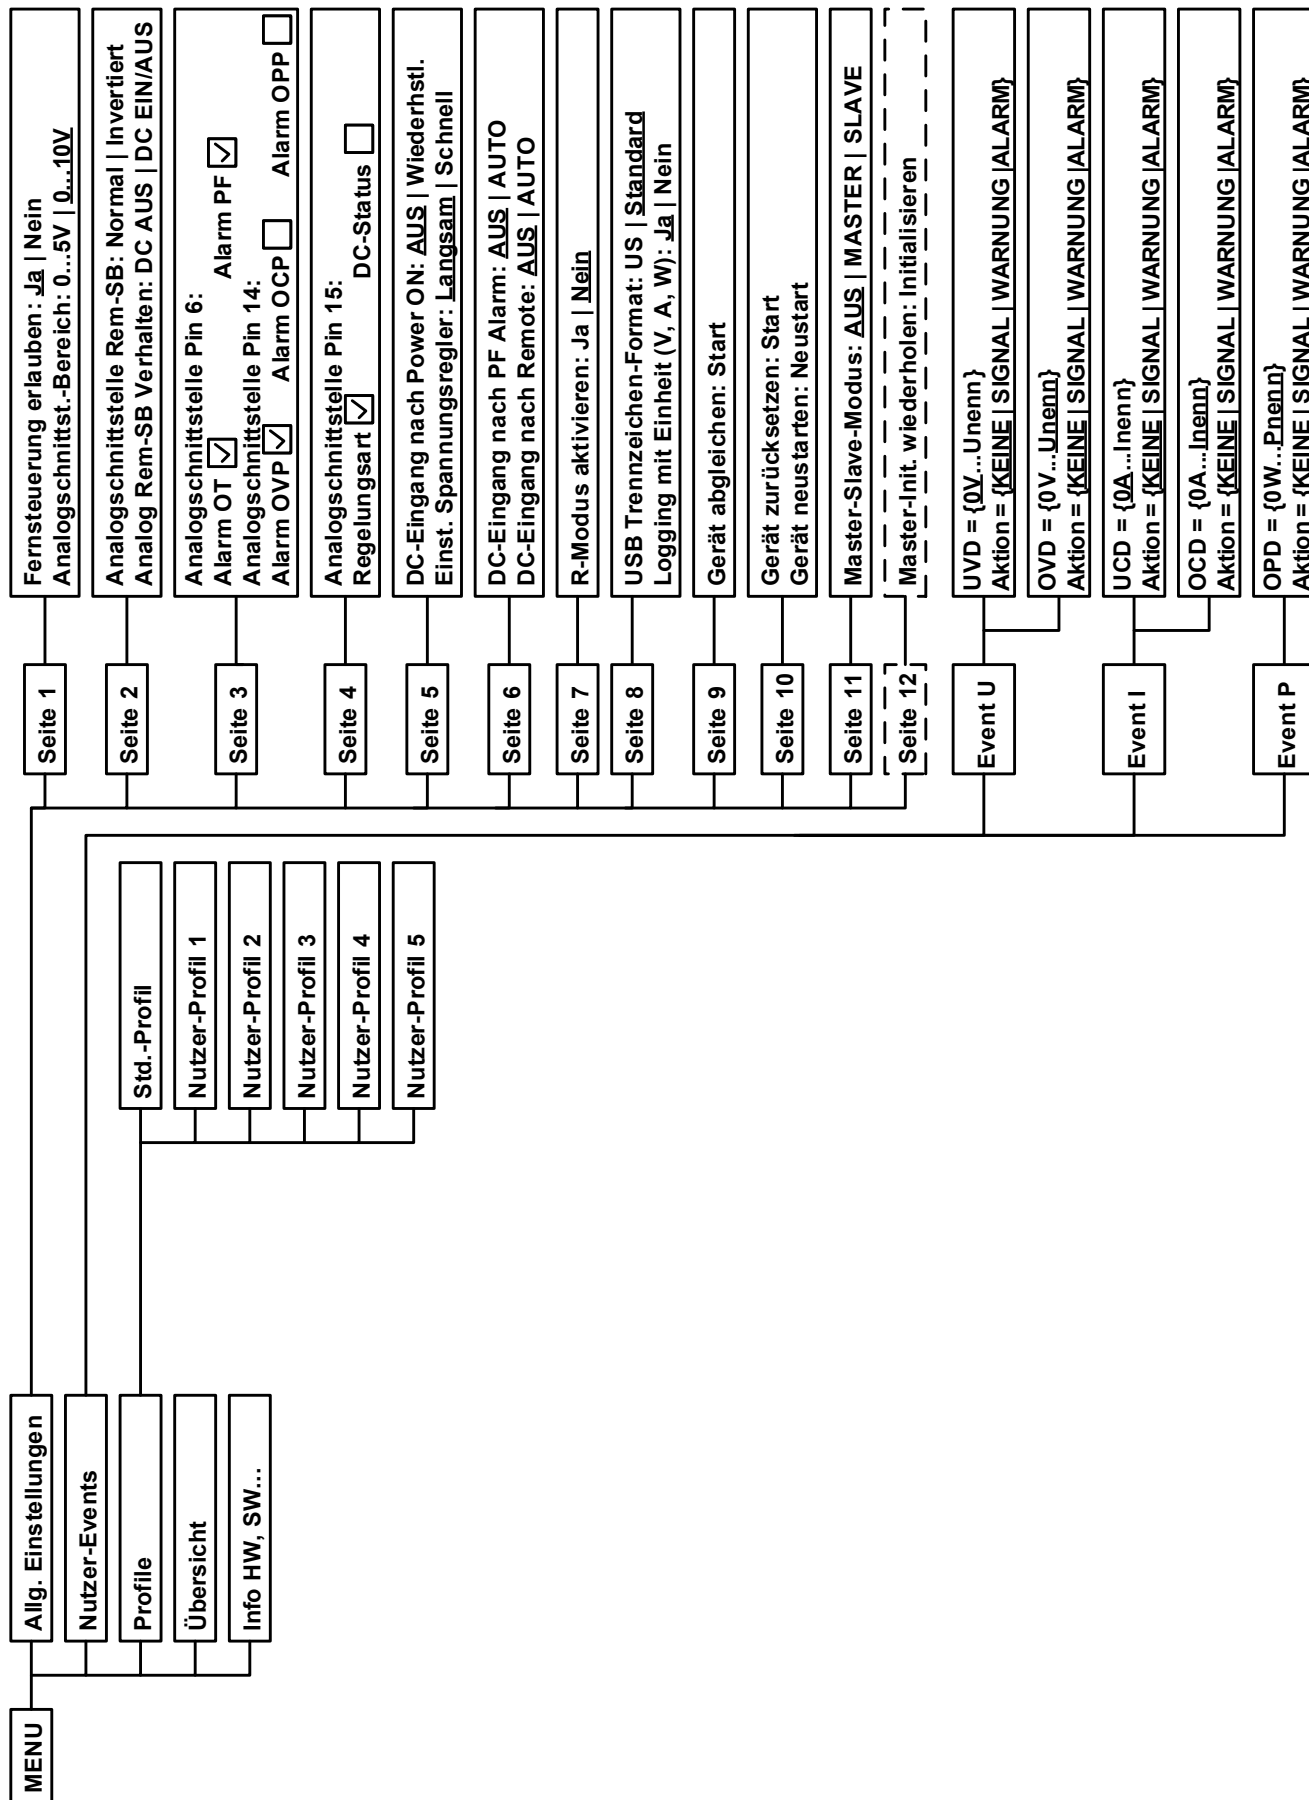 MENU
Allg. Einstellungen
Nutzer-Events
Profile
Übersicht
Info HW, SW...
Std.-Profil
Nutzer-Profil 1
Nutzer-Profil 2
Nutzer-Profil 3
Nutzer-Profil 4
Nutzer-Profil 5
Seite 1
Fernsteuerung erlauben: Ja | Nein
Analogschnittst.-Bereich: 0...5V | 0...10V
Seite 2
Analogschnittstelle Rem-SB: Normal | Invertiert
Analog Rem-SB Verhalten: DC AUS | DC EIN/AUS
Seite 3
Analogschnittstelle Pin 6:
Alarm OT Alarm PF
Analogschnittstelle Pin 14:
Alarm OVP Alarm OCP Alarm OPP
Seite 4
Analogschnittstelle Pin 15:
Regelungsart DC-Status
Seite 5
DC-Eingang nach Power ON: AUS | Wiederhstl.
Einst. Spannungsregler: Langsam | Schnell
Seite 6
DC-Eingang nach PF Alarm: AUS | AUTO
DC-Eingang nach Remote: AUS | AUTO
Seite 7
R-Modus aktivieren: Ja | Nein
Seite 8
USB Trennzeichen-Format: US | Standard
Logging mit Einheit (V, A, W): Ja | Nein
Seite 9
Gerät abgleichen: Start
Seite 10
Gerät zurücksetzen: Start
Gerät neustarten: Neustart
Seite 11
Master-Slave-Modus: AUS | MASTER | SLAVE
Seite 12
Master-Init. wiederholen: Initialisieren
Event U
UVD = {0V...Unenn}
Aktion = {KEINE | SIGNAL | WARNUNG |ALARM}
OVD = {0V...Unenn}
Aktion = {KEINE | SIGNAL | WARNUNG |ALARM}
Event I
UCD = {0A...Inenn}
Aktion = {KEINE | SIGNAL | WARNUNG |ALARM}
OCD = {0A...Inenn}
Aktion = {KEINE | SIGNAL | WARNUNG |ALARM}
Event P
OPD = {0W...Pnenn}
Aktion = {KEINE | SIGNAL | WARNUNG |ALARM}